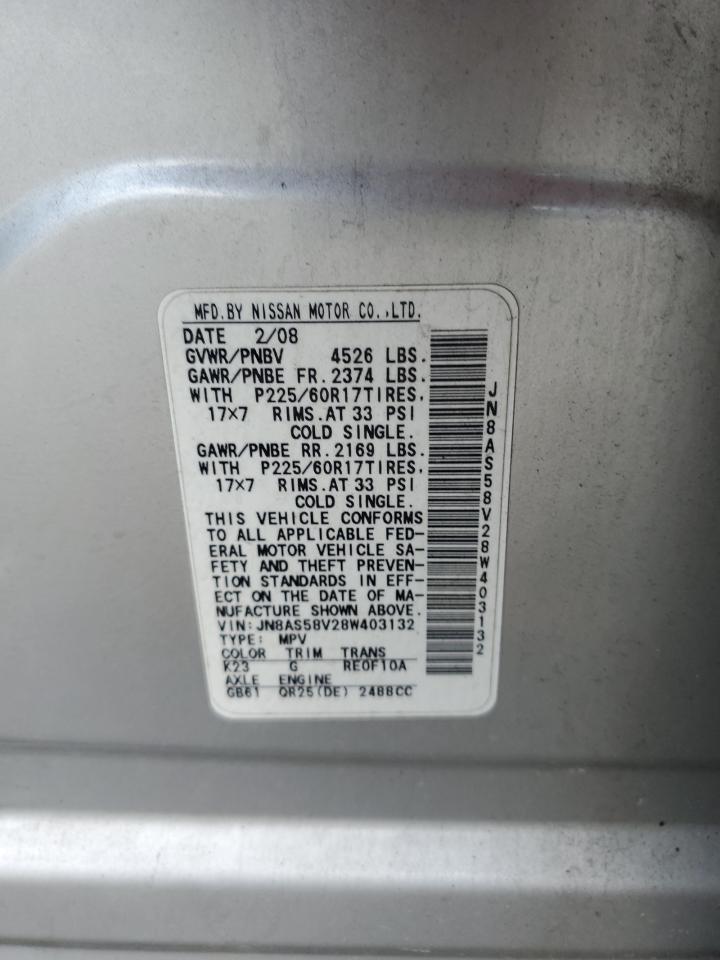 MFD.BY NISSAN MOTOR CO.,LTD.
DATE 2/08
GVWR/PNBV 4526 LBS.
GAWR/PNBE FR.2374 LBS.
WITH P225/60R17TIRES,
17×7 RIMS.AT 33 PSI
COLD SINGLE.
GAWR/PNBE RR.2169 LBS.
WITH P225/60R17TIRES,
17×7 RIMS.AT 33 PSI
COLD SINGLE.
THIS VEHICLE CONFORMS
TO ALL APPLICABLE FED-
ERAL MOTOR VEHICLE SA-
FETY AND THEFT PREVEN-
TION STANDARDS IN EFF-
ECT ON THE DATE OF MA-
NUFACTURE SHOWN ABOVE.
VIN:JN8AS58V28W403132
TYPE: MPV
COLOR TRIM TRANS
K23 G RE0F10A
AXLE ENGINE
GB61 QR25(DE) 2488CC
JN8AS58V28W403132